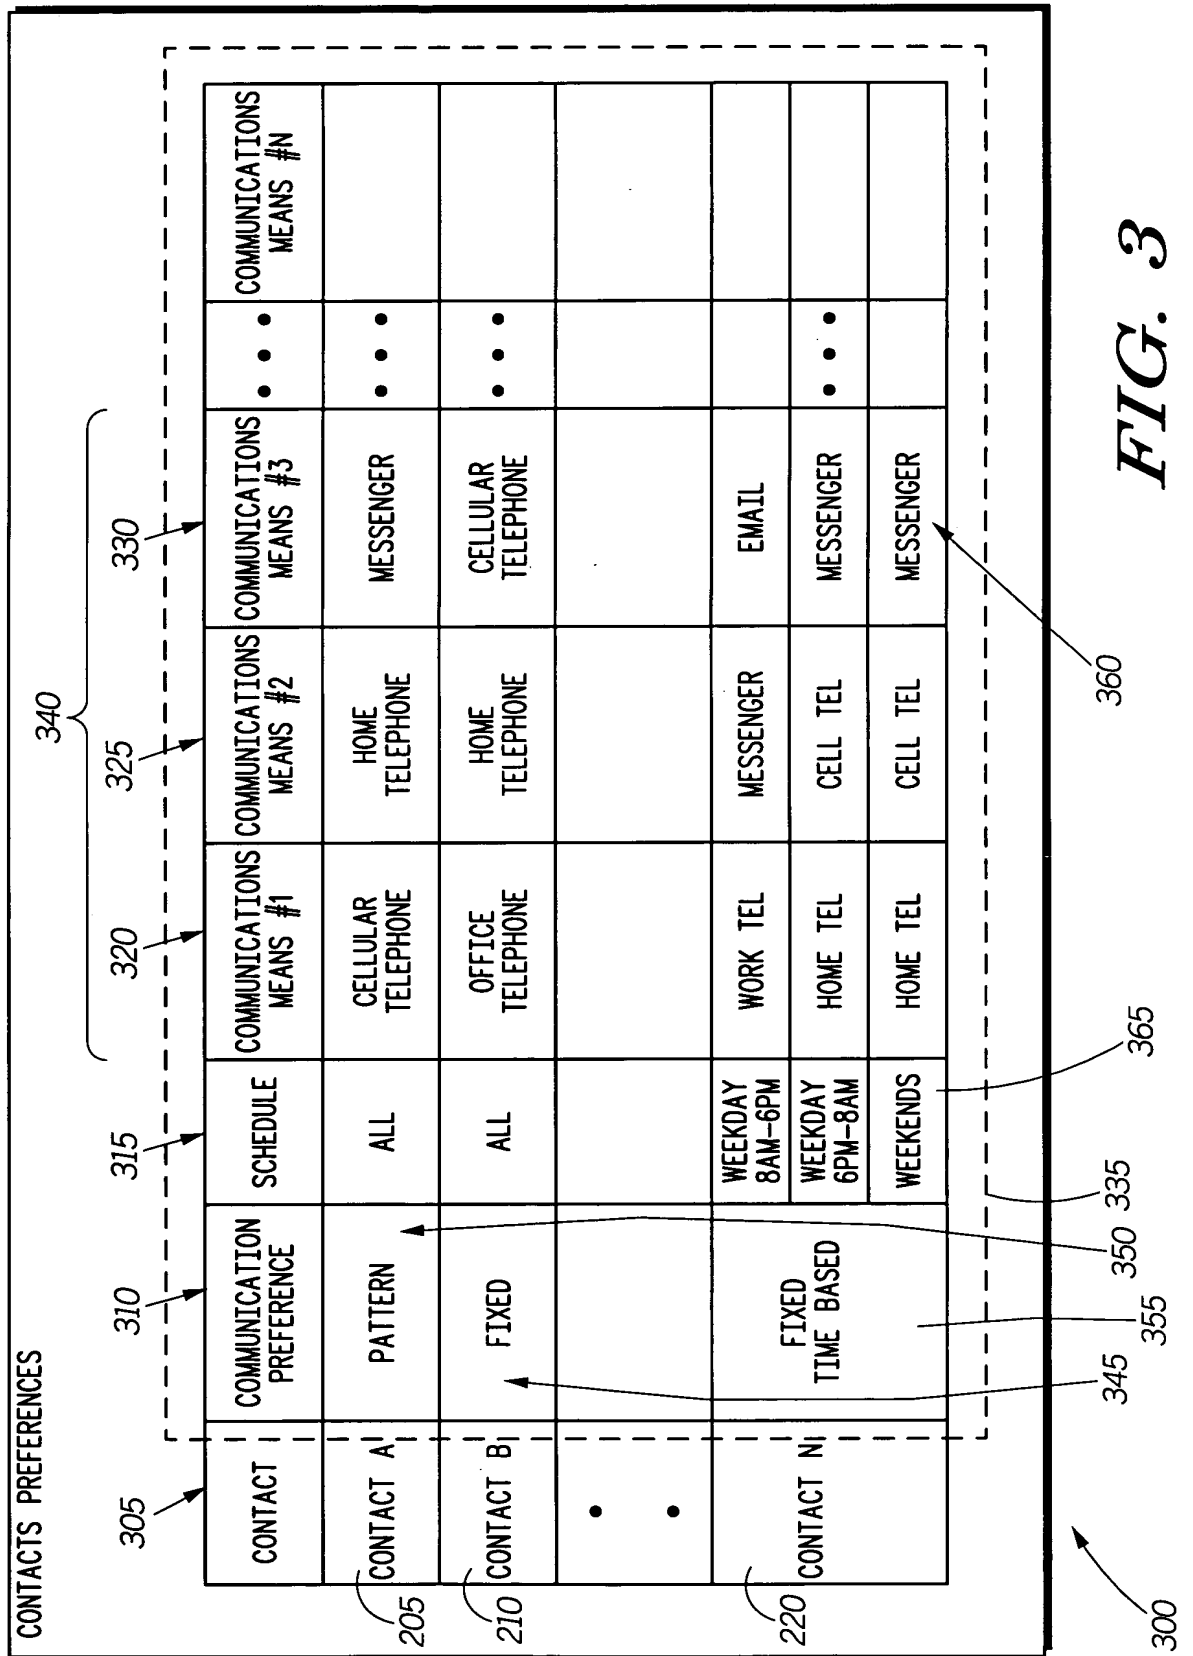 CONTACTS PREFERENCES
340
305
310
315
320
325
330
CONTACT
COMMUNICATION
PREFERENCE
SCHEDULE
COMMUNICATIONS
MEANS #1
COMMUNICATIONS
MEANS #2
COMMUNICATIONS
MEANS #3
• • •
COMMUNICATIONS
MEANS #N
205
CONTACT A
PATTERN
ALL
CELLULAR
TELEPHONE
HOME
TELEPHONE
MESSENGER
• • •
210
CONTACT B
FIXED
ALL
OFFICE
TELEPHONE
HOME
TELEPHONE
CELLULAR
TELEPHONE
• • •
•
•
220
CONTACT N
FIXED
TIME BASED
WEEKDAY
8AM-6PM
WORK TEL
MESSENGER
EMAIL
WEEKDAY
6PM-8AM
HOME TEL
CELL TEL
MESSENGER
• • •
WEEKENDS
HOME TEL
CELL TEL
MESSENGER
345
350
355
335
365
360
300
FIG. 3